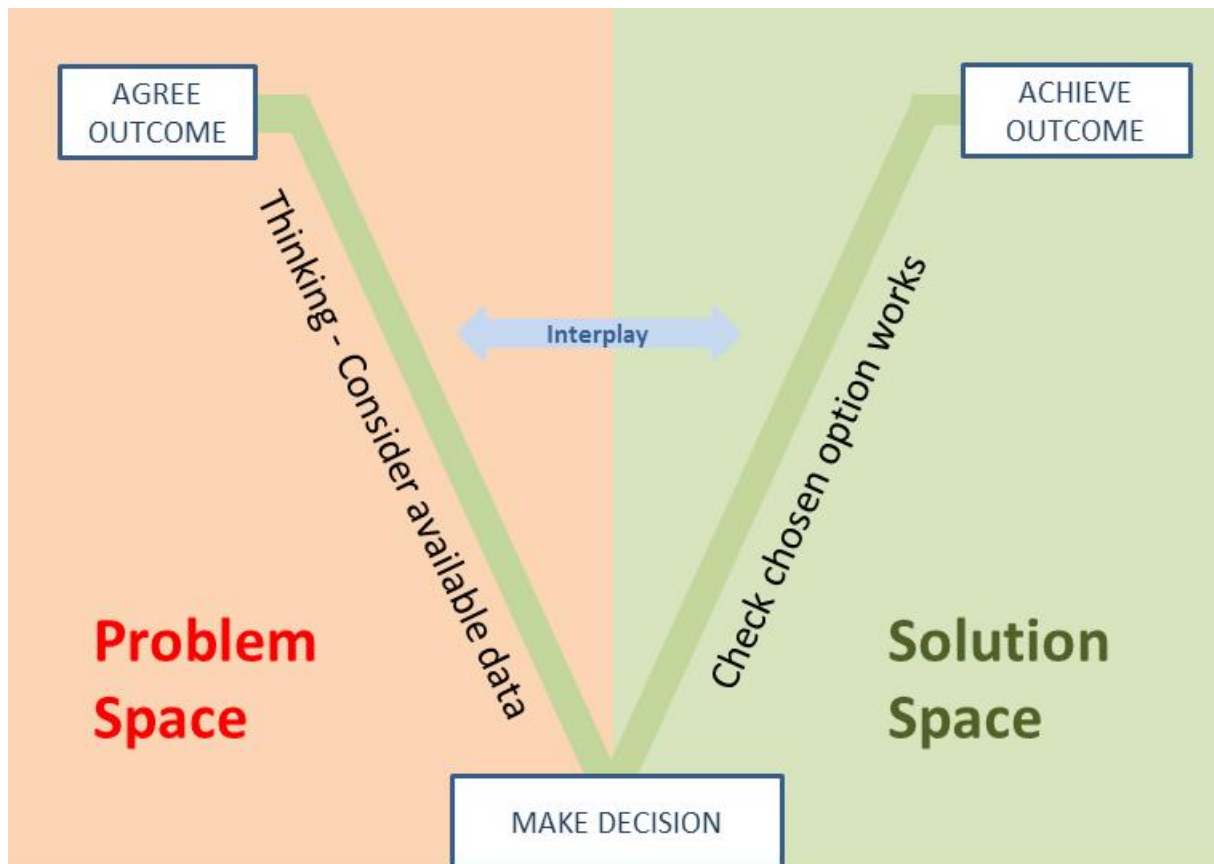 AGREE
OUTCOME
ACHIEVE
OUTCOME
Thinking - Consider available data
Interplay
Check chosen option works
Problem
Space
Solution
Space
MAKE DECISION